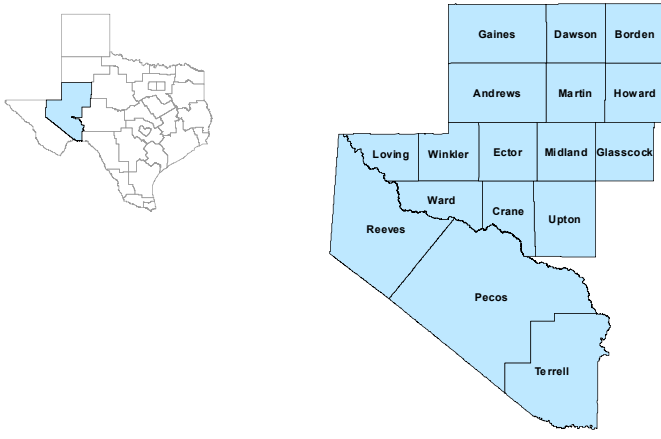 Gaines
Dawson
Borden
Andrews
Martin
Howard
Loving
Winkler
Ector
Midland
Glasscock
Ward
Crane
Upton
Reeves
Pecos
Terrell